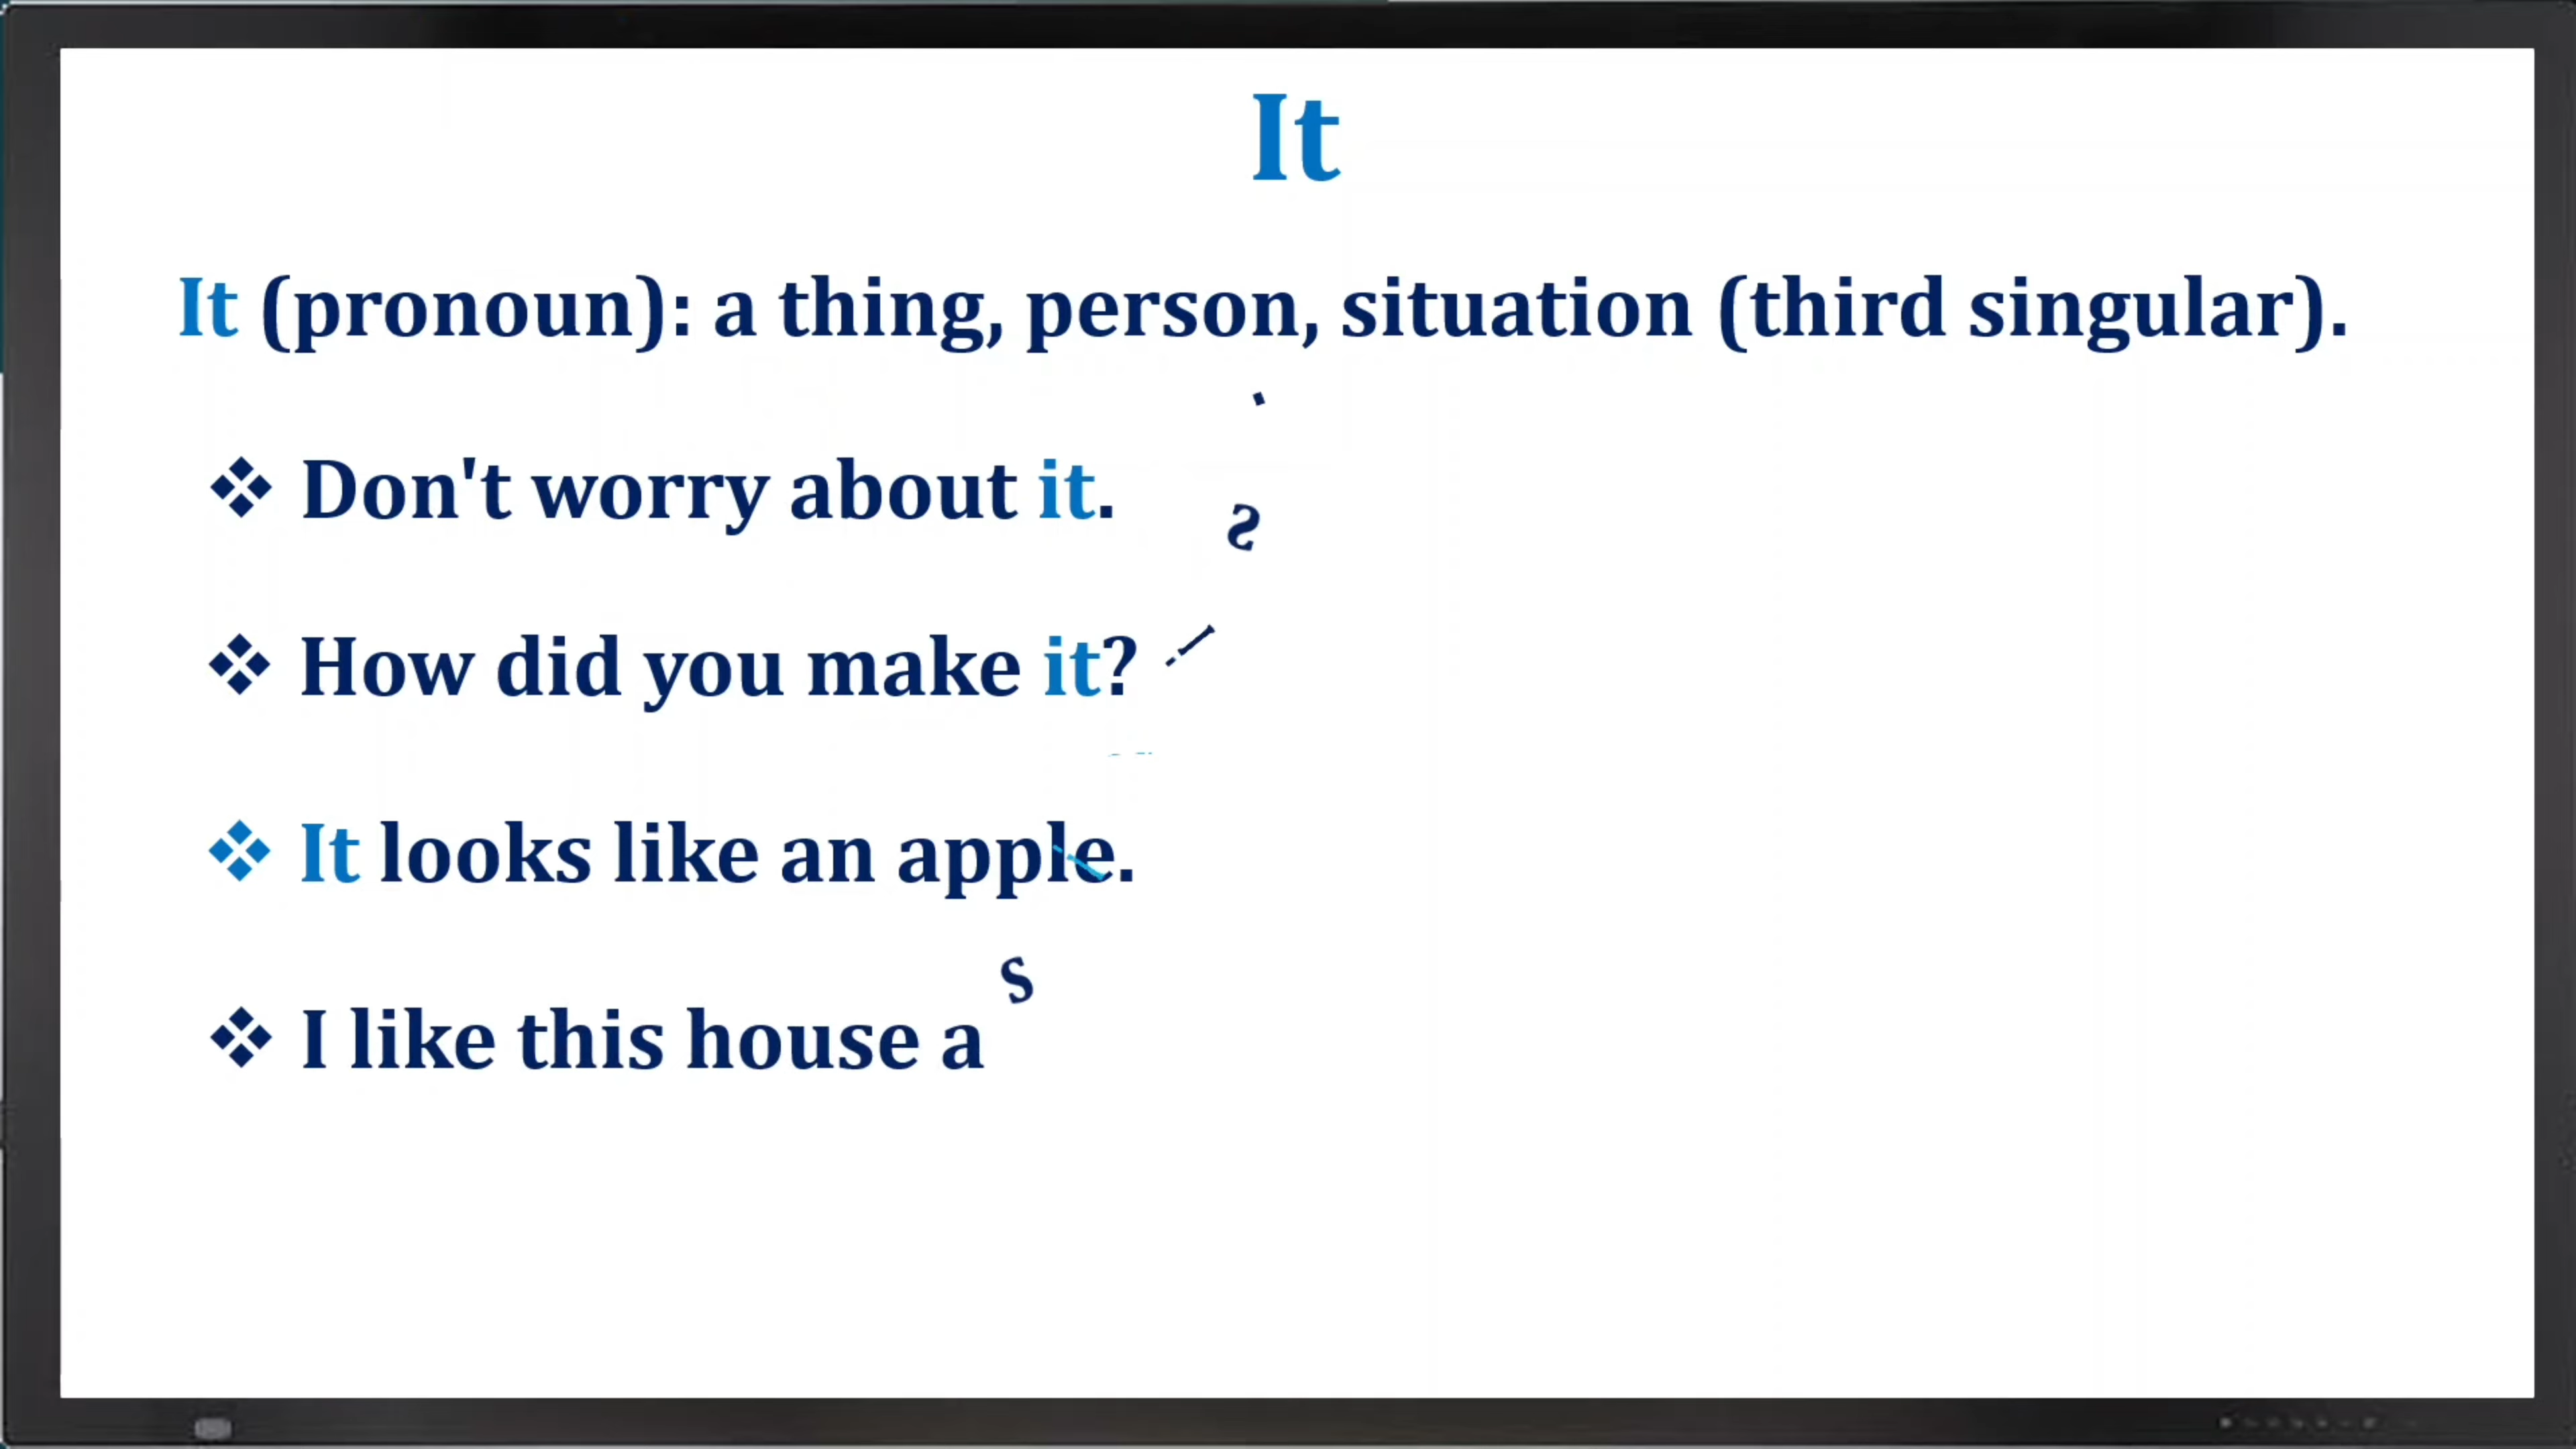 It
It (pronoun): a thing, person, situation (third singular).
❖ Don't worry about it.
❖ How did you make it?
❖ It looks like an apple.
❖ I like this house as